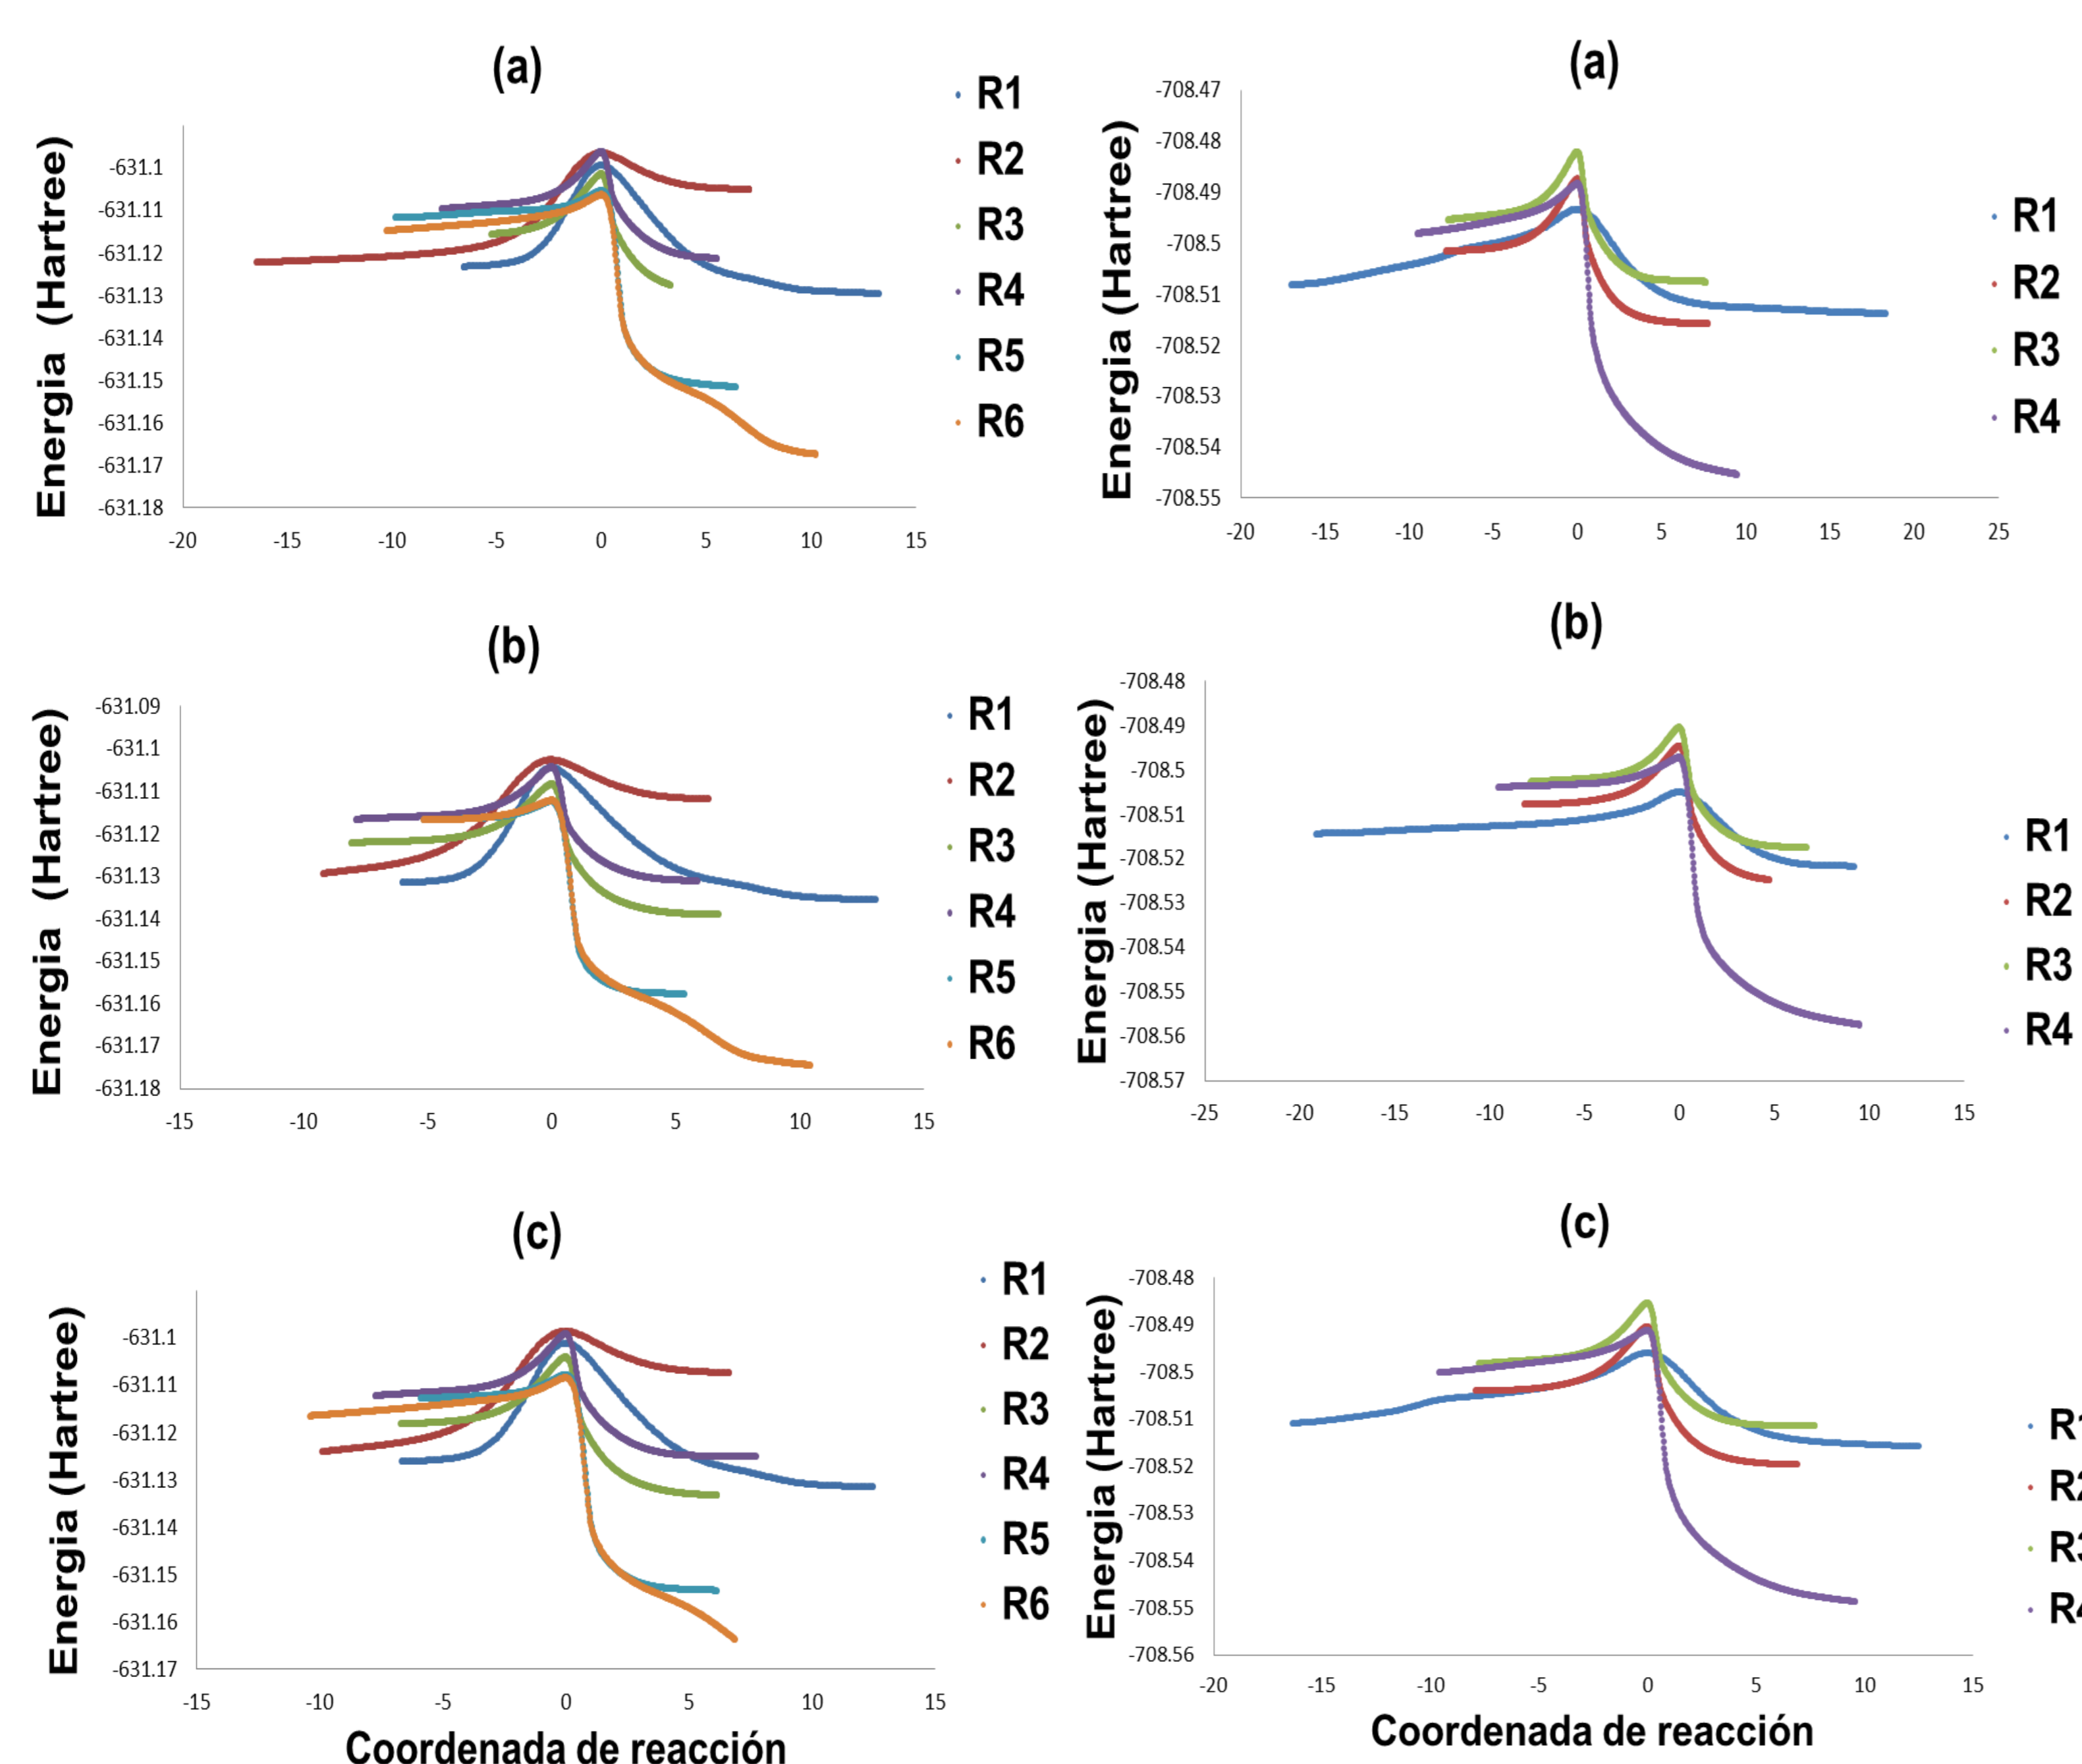 (a)
Energia (Hartree)
-631.1
-631.11
-631.12
-631.13
-631.14
-631.15
-631.16
-631.17
-631.18
-20 -15 -10 -5 0 5 10 15
R1
R2
R3
R4
R5
R6
(a)
Energia (Hartree)
-708.47
-708.48
-708.49
-708.5
-708.51
-708.52
-708.53
-708.54
-708.55
-20 -15 -10 -5 0 5 10 15 20 25
R1
R2
R3
R4
(b)
Energia (Hartree)
-631.09
-631.1
-631.11
-631.12
-631.13
-631.14
-631.15
-631.16
-631.17
-631.18
-15 -10 -5 0 5 10 15
R1
R2
R3
R4
R5
R6
(b)
Energia (Hartree)
-708.48
-708.49
-708.5
-708.51
-708.52
-708.53
-708.54
-708.55
-708.56
-708.57
-25 -20 -15 -10 -5 0 5 10 15
R1
R2
R3
R4
(c)
Energia (Hartree)
-631.1
-631.11
-631.12
-631.13
-631.14
-631.15
-631.16
-631.17
-15 -10 -5 0 5 10 15
Coordenada de reacción
R1
R2
R3
R4
R5
R6
(c)
Energia (Hartree)
-708.48
-708.49
-708.5
-708.51
-708.52
-708.53
-708.54
-708.55
-708.56
-20 -15 -10 -5 0 5 10 15
Coordenada de reacción
R1
R2
R3
R4